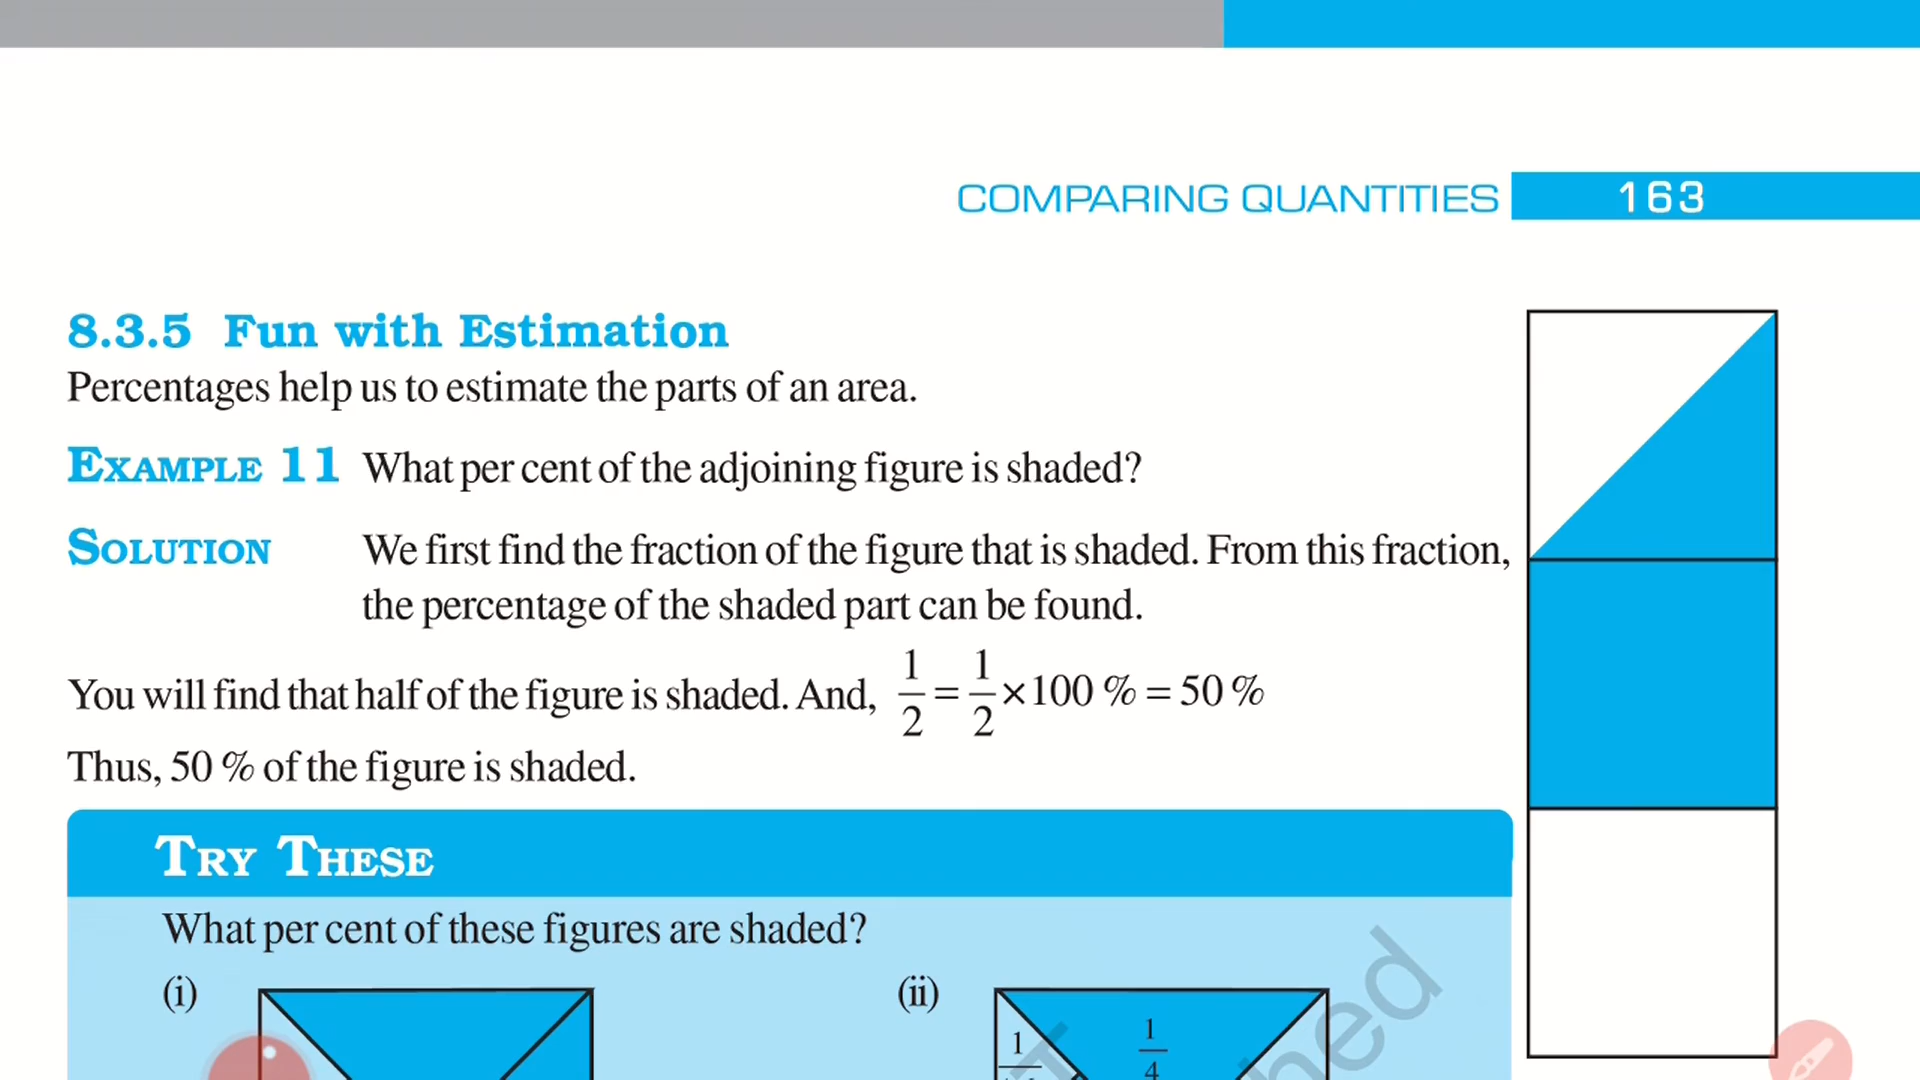 COMPARING QUANTITIES 163
8.3.5 Fun with Estimation
Percentages help us to estimate the parts of an area.
EXAMPLE 11 What per cent of the adjoining figure is shaded?
SOLUTION We first find the fraction of the figure that is shaded. From this fraction,
the percentage of the shaded part can be found.
You will find that half of the figure is shaded. And, 1/2 = 1/2 × 100 % = 50 %
Thus, 50 % of the figure is shaded.
TRY THESE
What per cent of these figures are shaded?
(i) (ii)
1 1/4